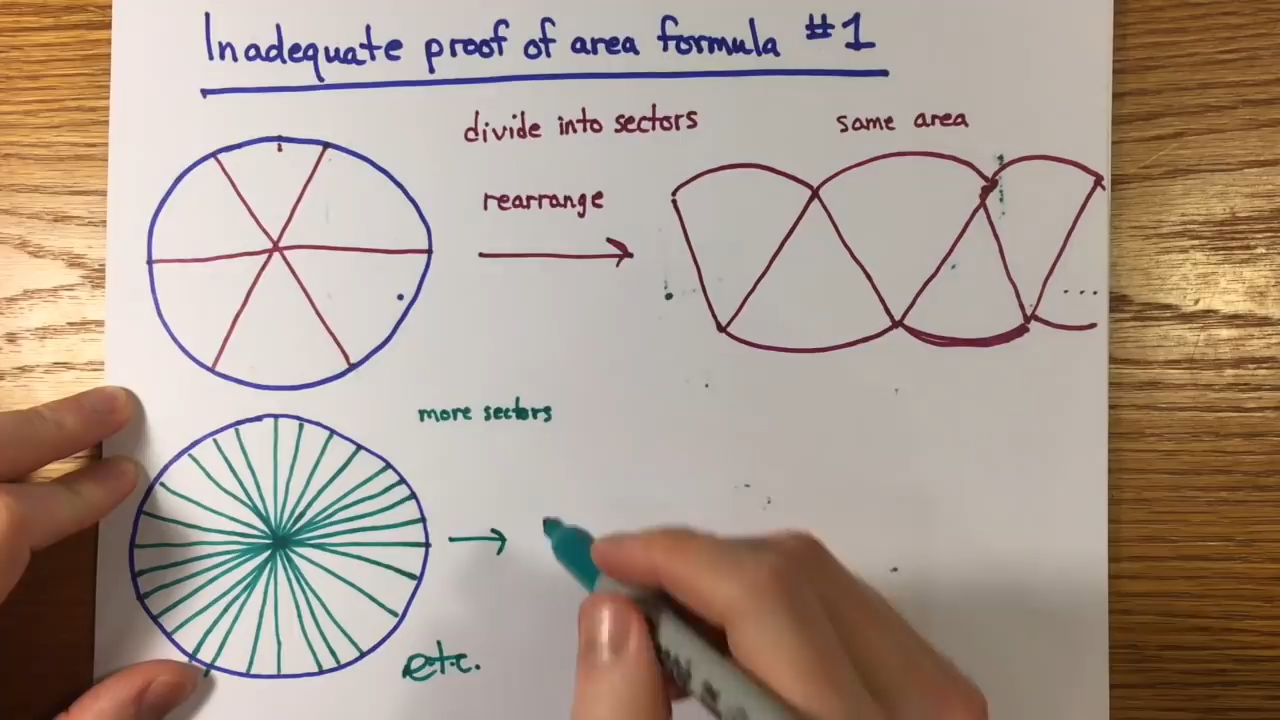 Inadequate proof of area formula #1
divide into sectors
same area
rearrange
....
more sectors
etc.